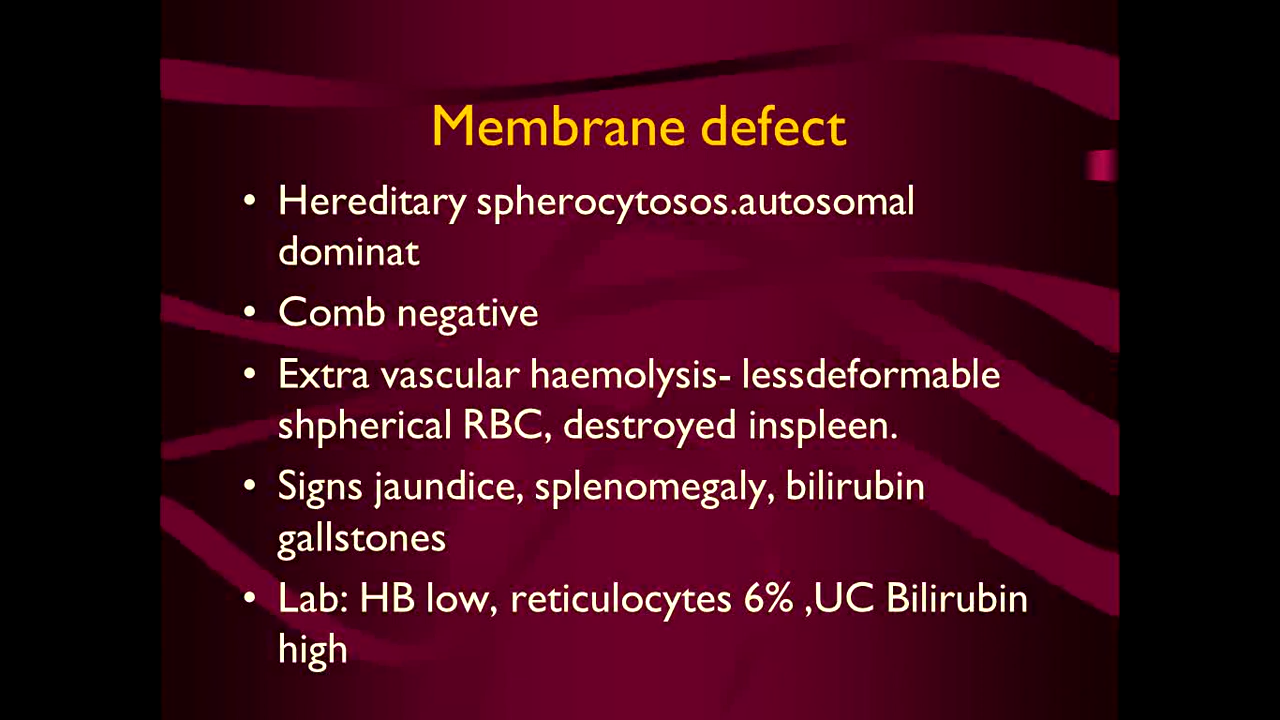 Membrane defect
• Hereditary spherocytosos.autosomal
dominat
• Comb negative
• Extra vascular haemolysis- lessdeformable
shpherical RBC, destroyed inspleen.
• Signs jaundice, splenomegaly, bilirubin
gallstones
• Lab: HB low, reticulocytes 6% ,UC Bilirubin
high